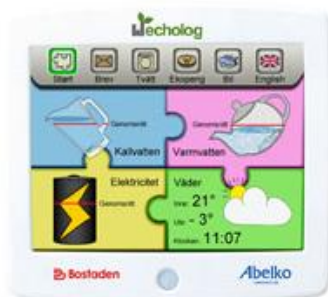 echolog
Start Brev Tvätt Ekopeng Bil English
Genomsnitt
Kallvatten
Genomsnitt
Varmvatten
Elektricitet
Genomsnitt
Väder
Inne: 21°
Ute: - 3°
Klockan: 11:07
Bostaden
Abelko